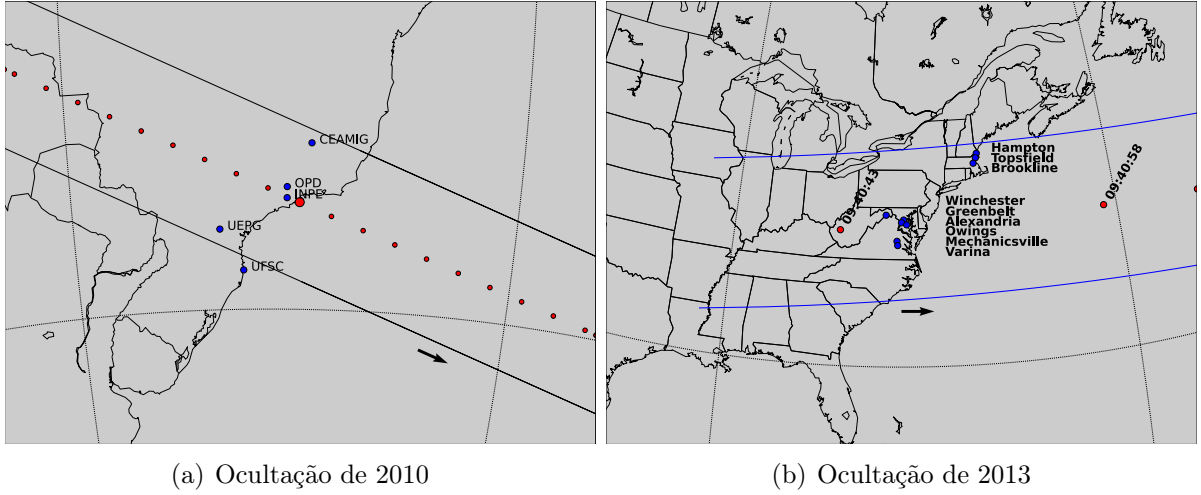 CEAMIG
OPD
INPE
UEPG
UFSC
09:40:43
09:40:58
Hampton
Topsfield
Brookline
Winchester
Greenbelt
Alexandria
Owings
Mechanicsville
Varina
(a) Ocultação de 2010
(b) Ocultação de 2013